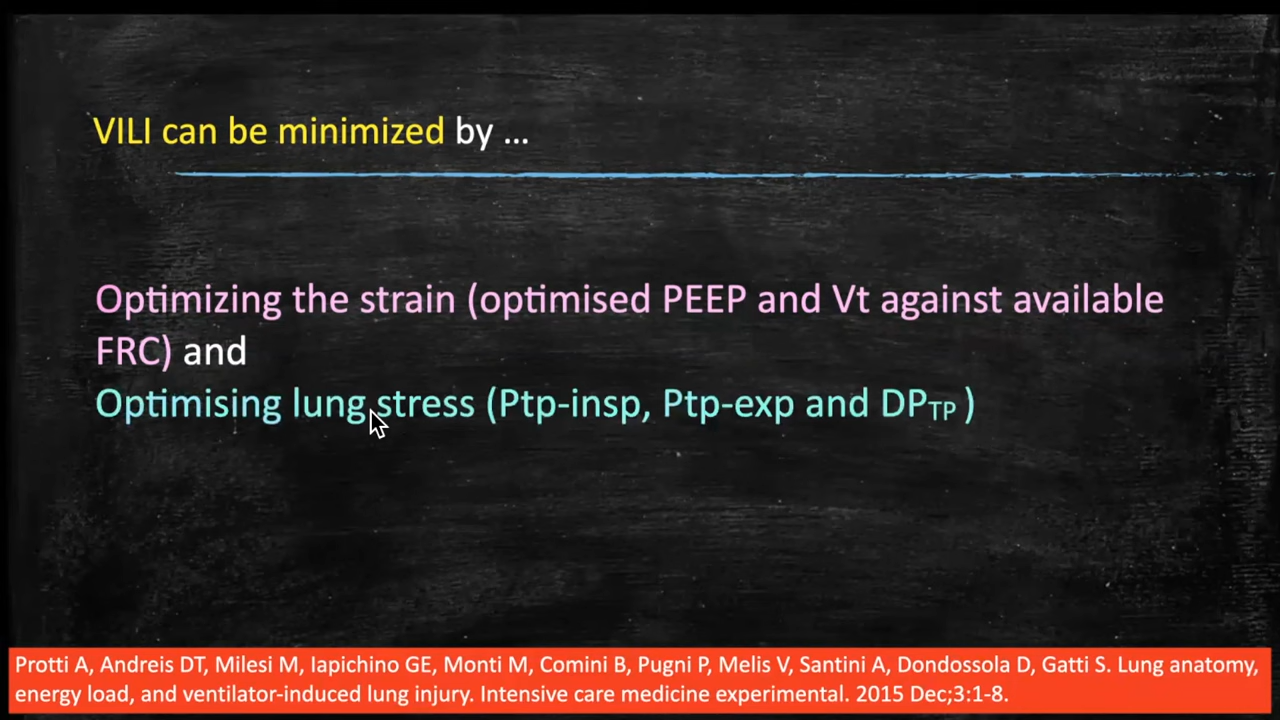 VILI can be minimized by ...
Optimizing the strain (optimised PEEP and Vt against available
FRC) and
Optimising lung stress (Ptp-insp, Ptp-exp and DPTP )
Protti A, Andreis DT, Milesi M, Iapichino GE, Monti M, Comini B, Pugni P, Melis V, Santini A, Dondossola D, Gatti S. Lung anatomy,
energy load, and ventilator-induced lung injury. Intensive care medicine experimental. 2015 Dec;3:1-8.